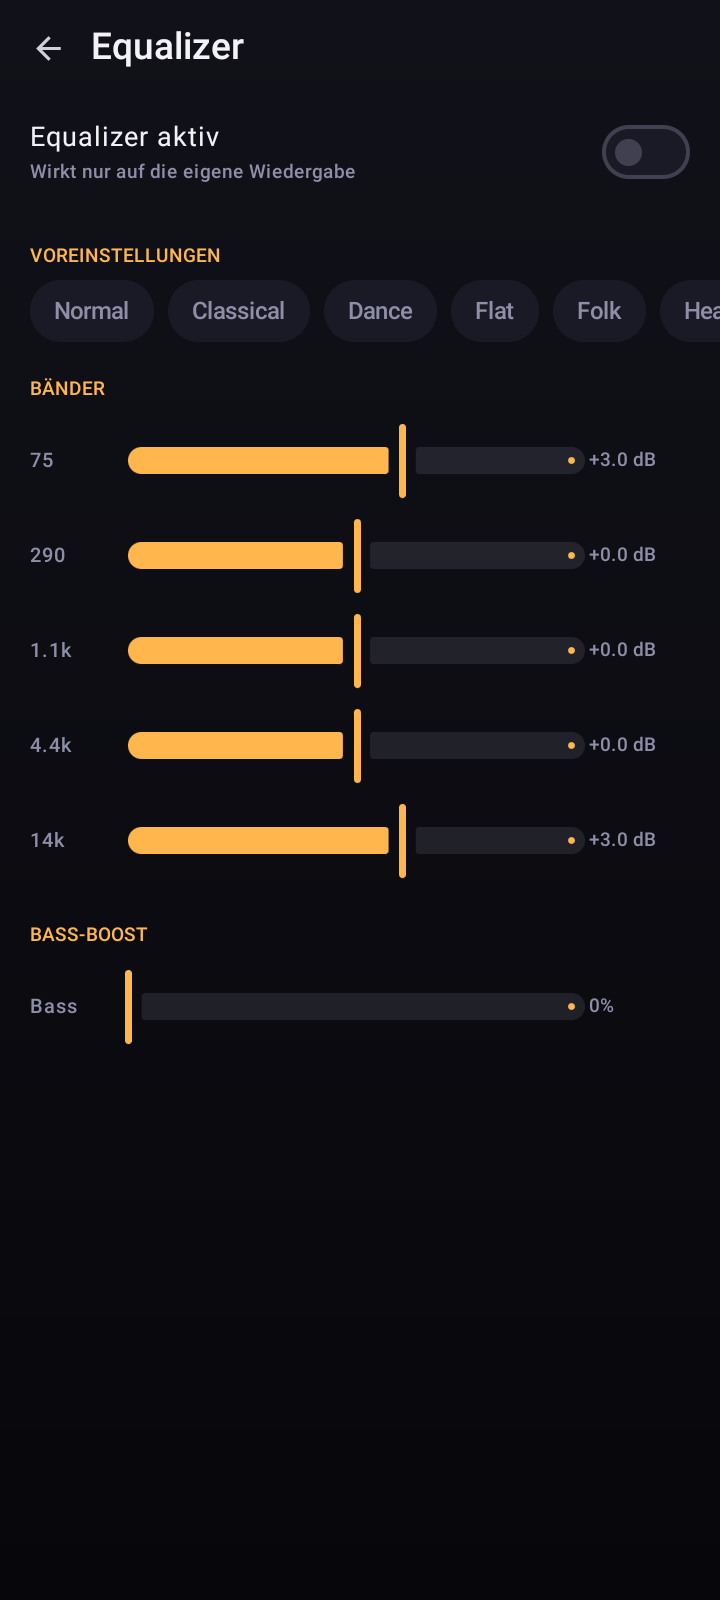 Equalizer
Equalizer aktiv
Wirkt nur auf die eigene Wiedergabe
VOREINSTELLUNGEN
Normal Classical Dance Flat Folk Hea
BÄNDER
75 +3.0 dB
290 +0.0 dB
1.1k +0.0 dB
4.4k +0.0 dB
14k +3.0 dB
BASS-BOOST
Bass 0%